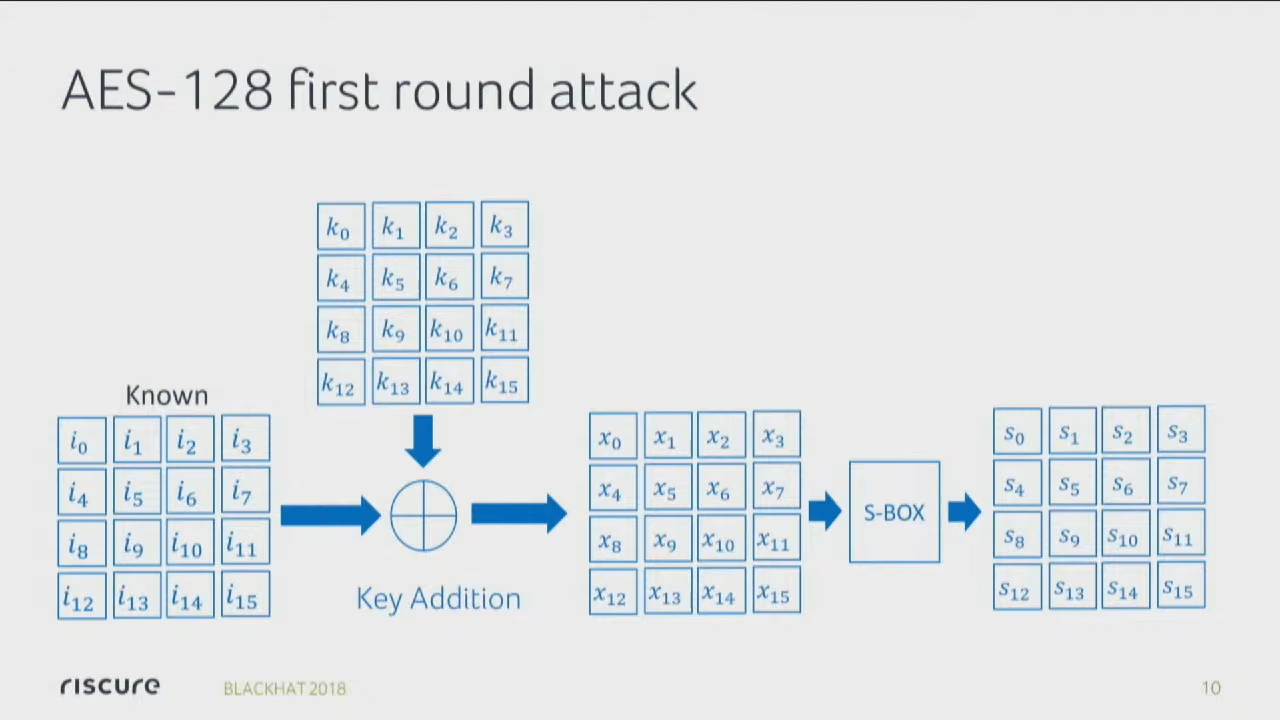 AES-128 first round attack
k₀ k₁ k₂ k₃
k₄ k₅ k₆ k₇
k₈ k₉ k₁₀ k₁₁
k₁₂ k₁₃ k₁₄ k₁₅
Known
i₀ i₁ i₂ i₃
i₄ i₅ i₆ i₇
i₈ i₉ i₁₀ i₁₁
i₁₂ i₁₃ i₁₄ i₁₅
Key Addition
x₀ x₁ x₂ x₃
x₄ x₅ x₆ x₇
x₈ x₉ x₁₀ x₁₁
x₁₂ x₁₃ x₁₄ x₁₅
S-BOX
s₀ s₁ s₂ s₃
s₄ s₅ s₆ s₇
s₈ s₉ s₁₀ s₁₁
s₁₂ s₁₃ s₁₄ s₁₅
riscure
BLACKHAT 2018
10